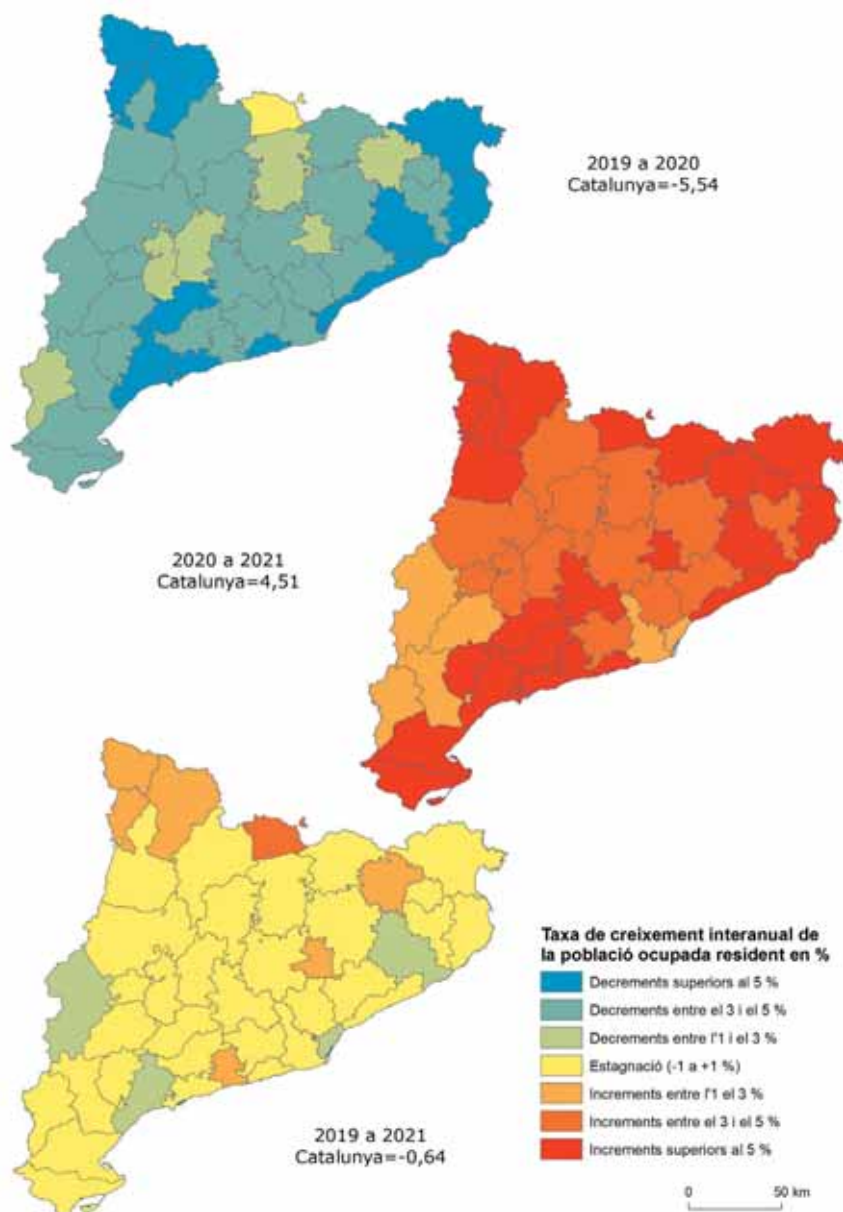 2019 a 2020
Catalunya=-5,54
2020 a 2021
Catalunya=4,51
2019 a 2021
Catalunya=-0,64
Taxa de creixement interanual de
la població ocupada resident en %
Decrements superiors al 5 %
Decrements entre el 3 i el 5 %
Decrements entre l'1 i el 3 %
Estagnació (-1 a +1 %)
Increments entre l'1 el 3 %
Increments entre el 3 i el 5 %
Increments superiors al 5 %
0 50 km